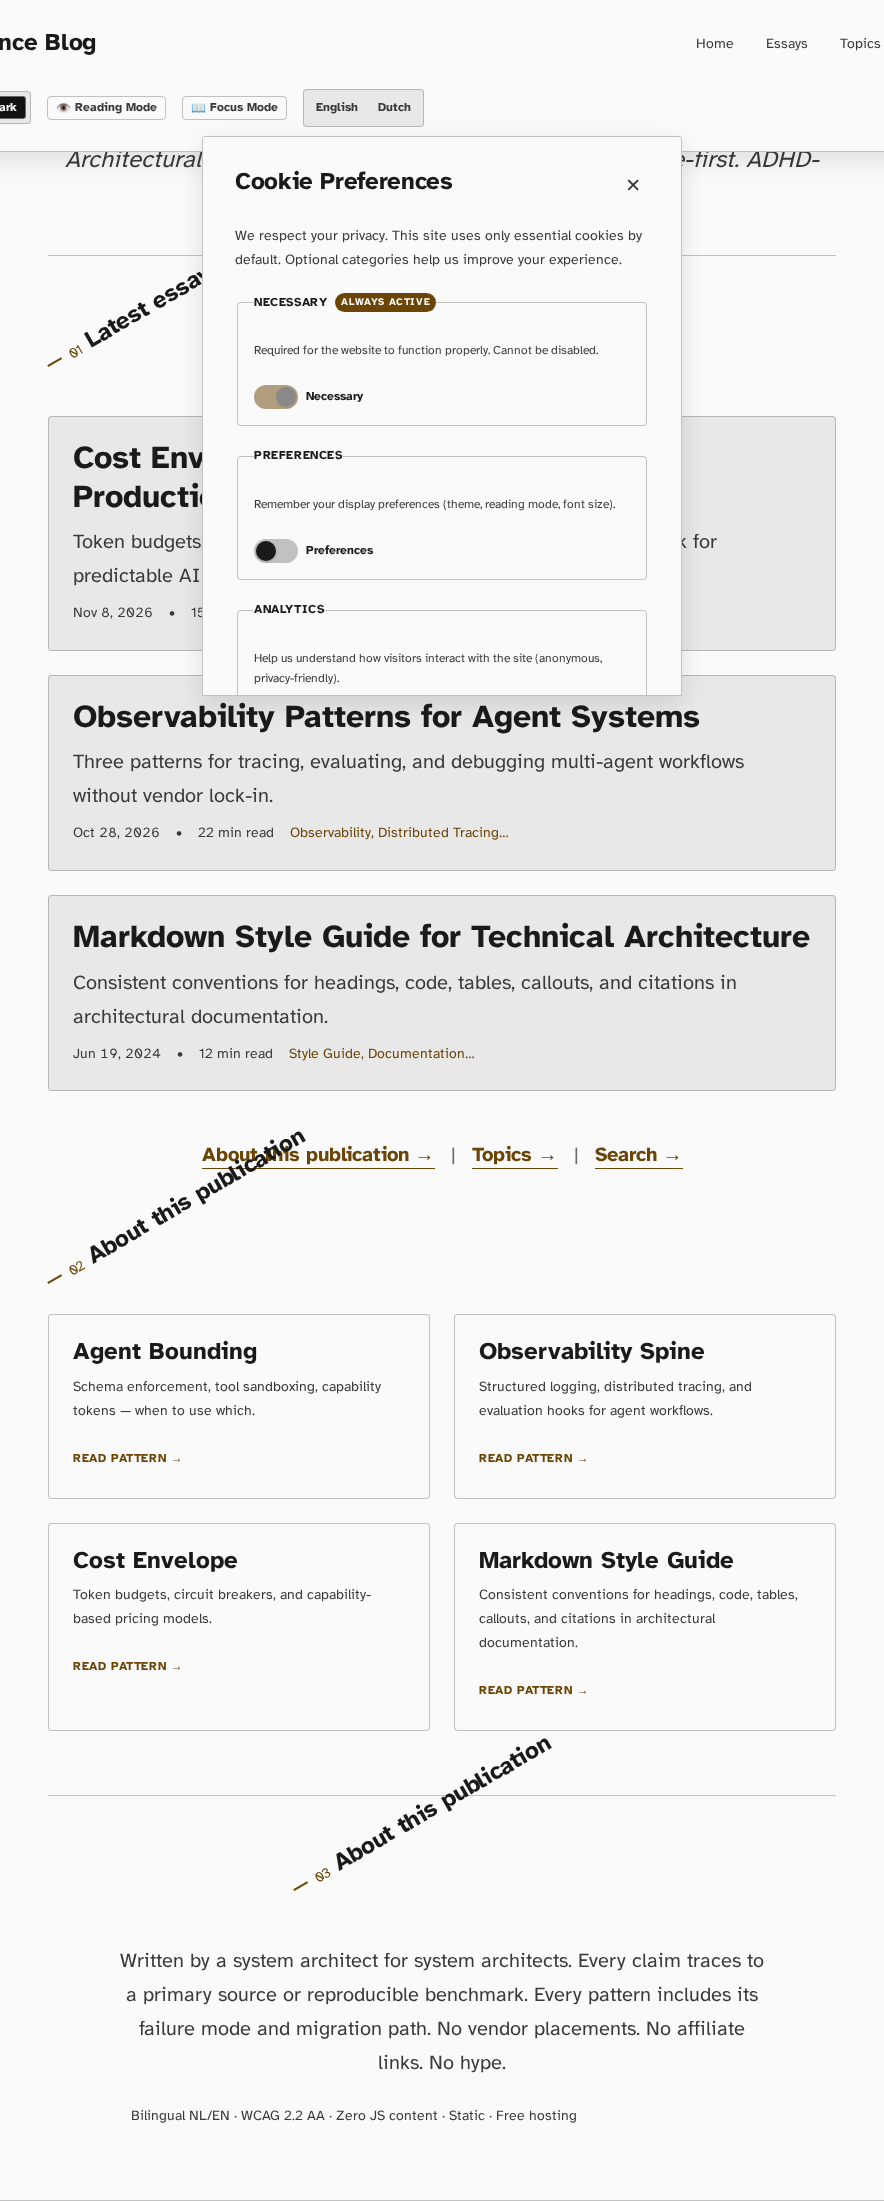 nce Blog
Home Essays Topics
ark 👁️ Reading Mode 📖 Focus Mode English Dutch
Architectural e-first. ADHD-
Cookie Preferences ✕
We respect your privacy. This site uses only essential cookies by
default. Optional categories help us improve your experience.
NECESSARY ALWAYS ACTIVE
Required for the website to function properly. Cannot be disabled.
Necessary
PREFERENCES
Remember your display preferences (theme, reading mode, font size).
Preferences
ANALYTICS
Help us understand how visitors interact with the site (anonymous,
privacy-friendly).
— 01 Latest essay
Cost Env
Productio
Token budgets k for
predictable AI
Nov 8, 2026 • 15
Observability Patterns for Agent Systems
Three patterns for tracing, evaluating, and debugging multi-agent workflows
without vendor lock-in.
Oct 28, 2026 • 22 min read Observability, Distributed Tracing...
Markdown Style Guide for Technical Architecture
Consistent conventions for headings, code, tables, callouts, and citations in
architectural documentation.
Jun 19, 2024 • 12 min read Style Guide, Documentation...
About this publication → | Topics → | Search →
— 02 About this publication
Agent Bounding
Schema enforcement, tool sandboxing, capability
tokens — when to use which.
READ PATTERN →
Observability Spine
Structured logging, distributed tracing, and
evaluation hooks for agent workflows.
READ PATTERN →
Cost Envelope
Token budgets, circuit breakers, and capability-
based pricing models.
READ PATTERN →
Markdown Style Guide
Consistent conventions for headings, code, tables,
callouts, and citations in architectural
documentation.
READ PATTERN →
— 03 About this publication
Written by a system architect for system architects. Every claim traces to
a primary source or reproducible benchmark. Every pattern includes its
failure mode and migration path. No vendor placements. No affiliate
links. No hype.
Bilingual NL/EN · WCAG 2.2 AA · Zero JS content · Static · Free hosting